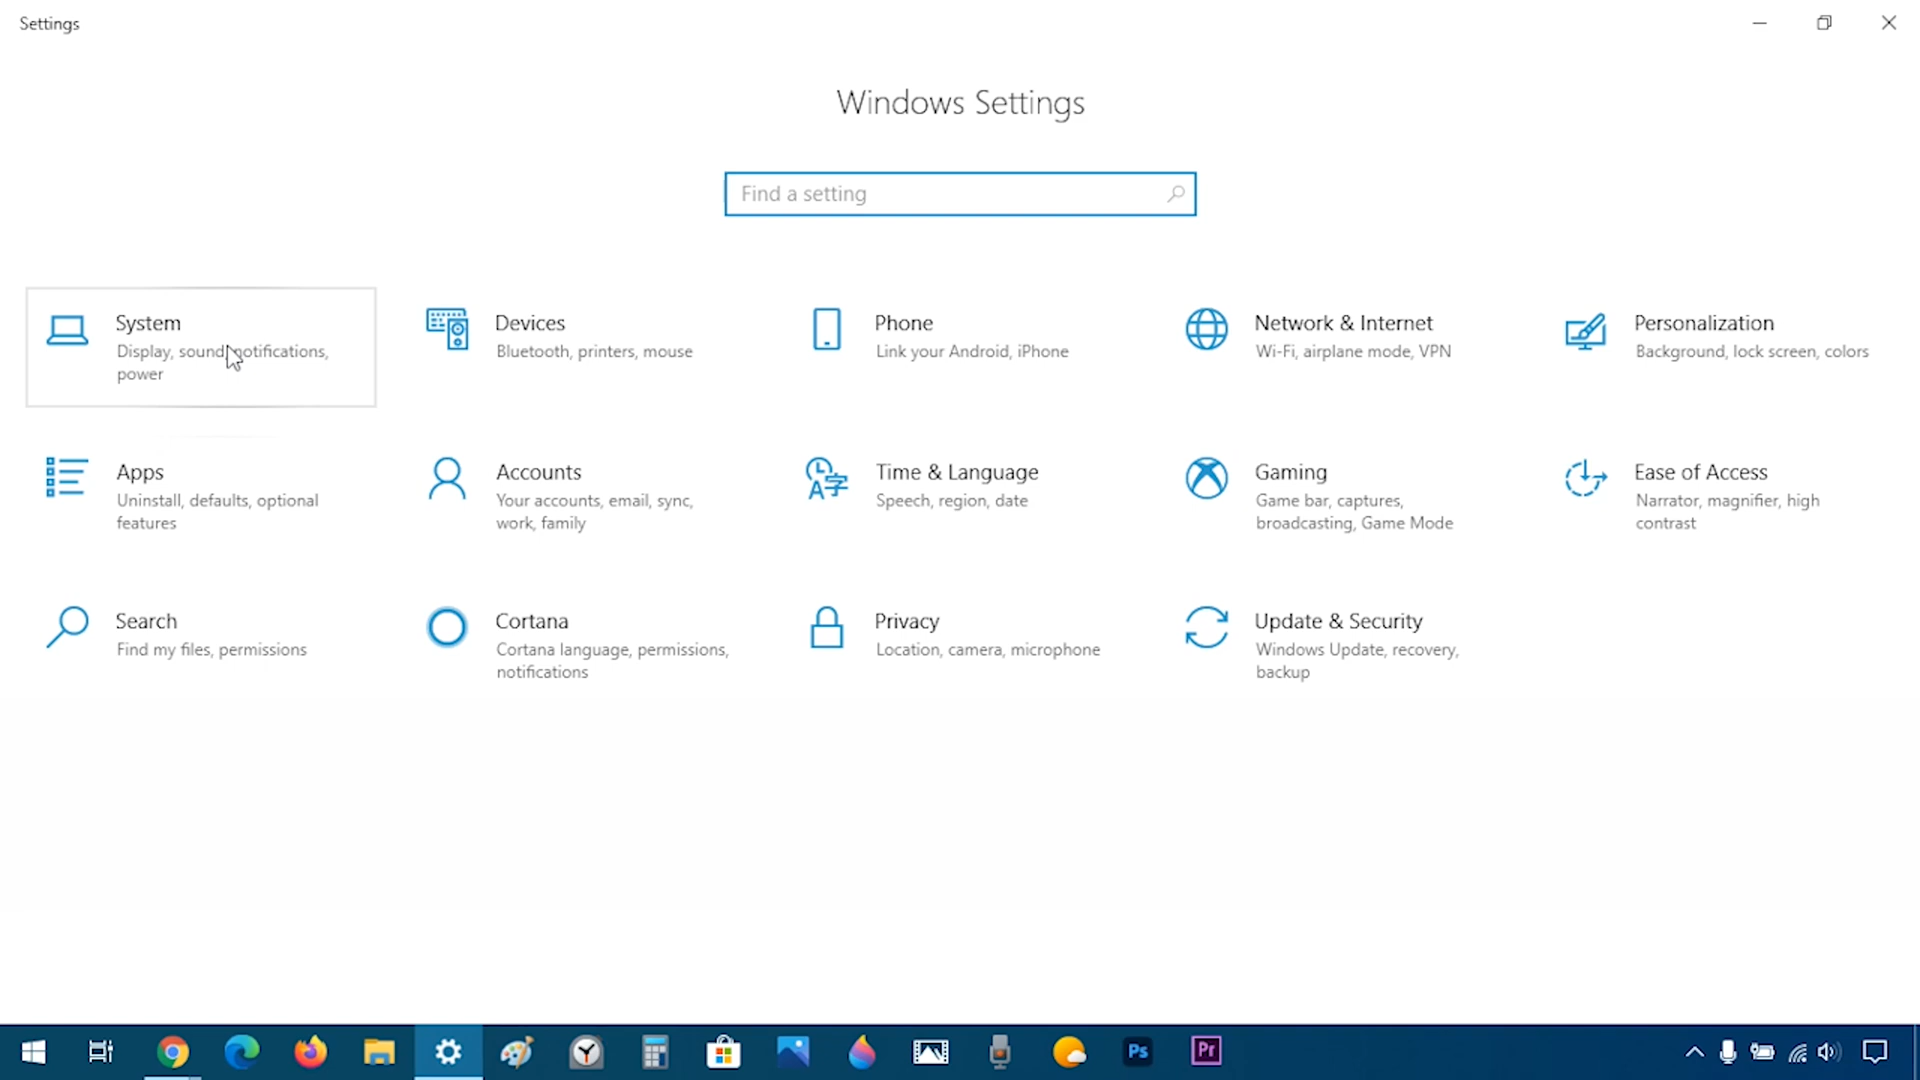 Settings
Windows Settings
Find a setting
System
Display, sound, notifications,
power
Devices
Bluetooth, printers, mouse
Phone
Link your Android, iPhone
Network & Internet
Wi-Fi, airplane mode, VPN
Personalization
Background, lock screen, colors
Apps
Uninstall, defaults, optional
features
Accounts
Your accounts, email, sync,
work, family
Time & Language
Speech, region, date
Gaming
Game bar, captures,
broadcasting, Game Mode
Ease of Access
Narrator, magnifier, high
contrast
Search
Find my files, permissions
Cortana
Cortana language, permissions,
notifications
Privacy
Location, camera, microphone
Update & Security
Windows Update, recovery,
backup
Ps
Pr